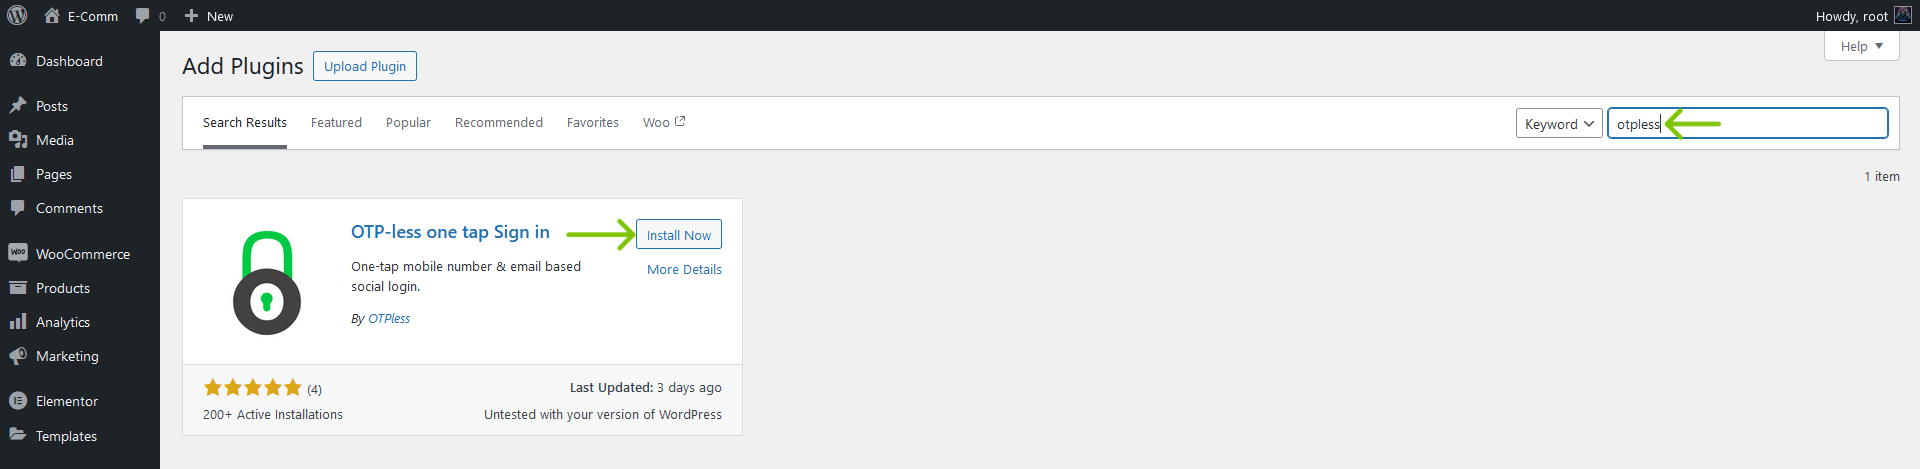 E-Comm 0 New Howdy, root
Help
Dashboard
Posts
Media
Pages
Comments
WooCommerce
Products
Analytics
Marketing
Elementor
Templates
Add Plugins Upload Plugin
Search Results Featured Popular Recommended Favorites Woo Keyword otpless
1 item
OTP-less one tap Sign in Install Now
One-tap mobile number & email based More Details
social login.
By OTPless
(4) Last Updated: 3 days ago
200+ Active Installations Untested with your version of WordPress